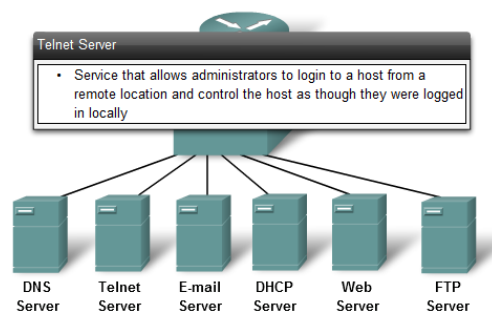 Telnet Server
• Service that allows administrators to login to a host from a
remote location and control the host as though they were logged
in locally
DNS Server
Telnet Server
E-mail Server
DHCP Server
Web Server
FTP Server